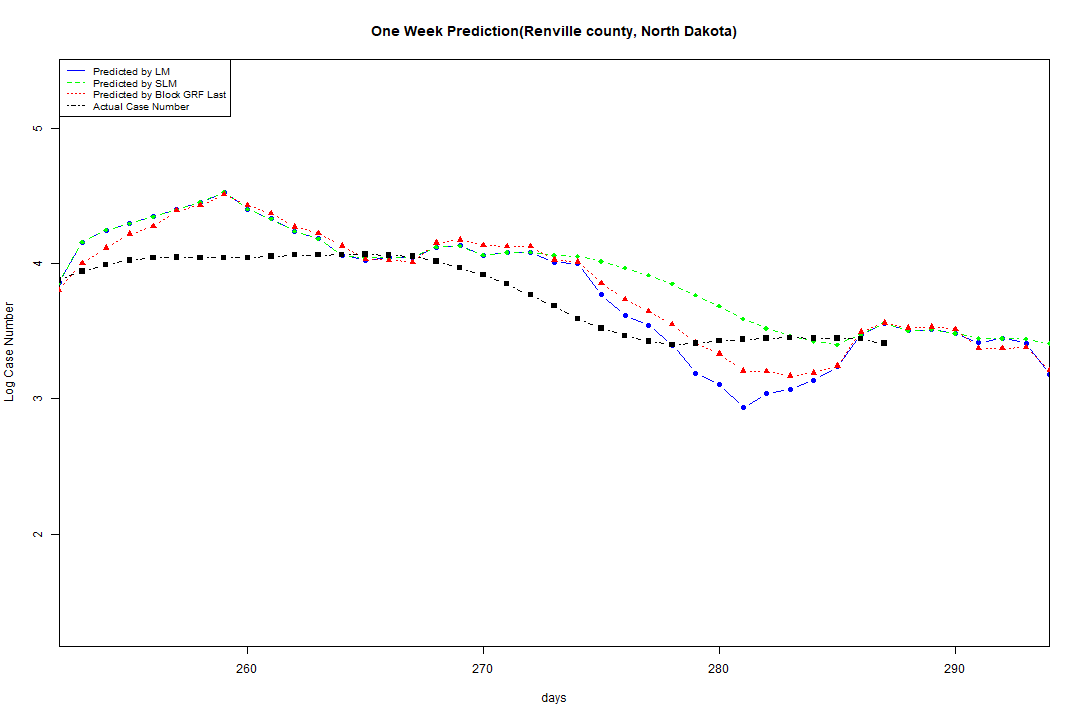 One Week Prediction(Renville county, North Dakota)
Predicted by LM
Predicted by SLM
Predicted by Block GRF Last
Actual Case Number
5
4
3
2
Log Case Number
260 270 280 290
days